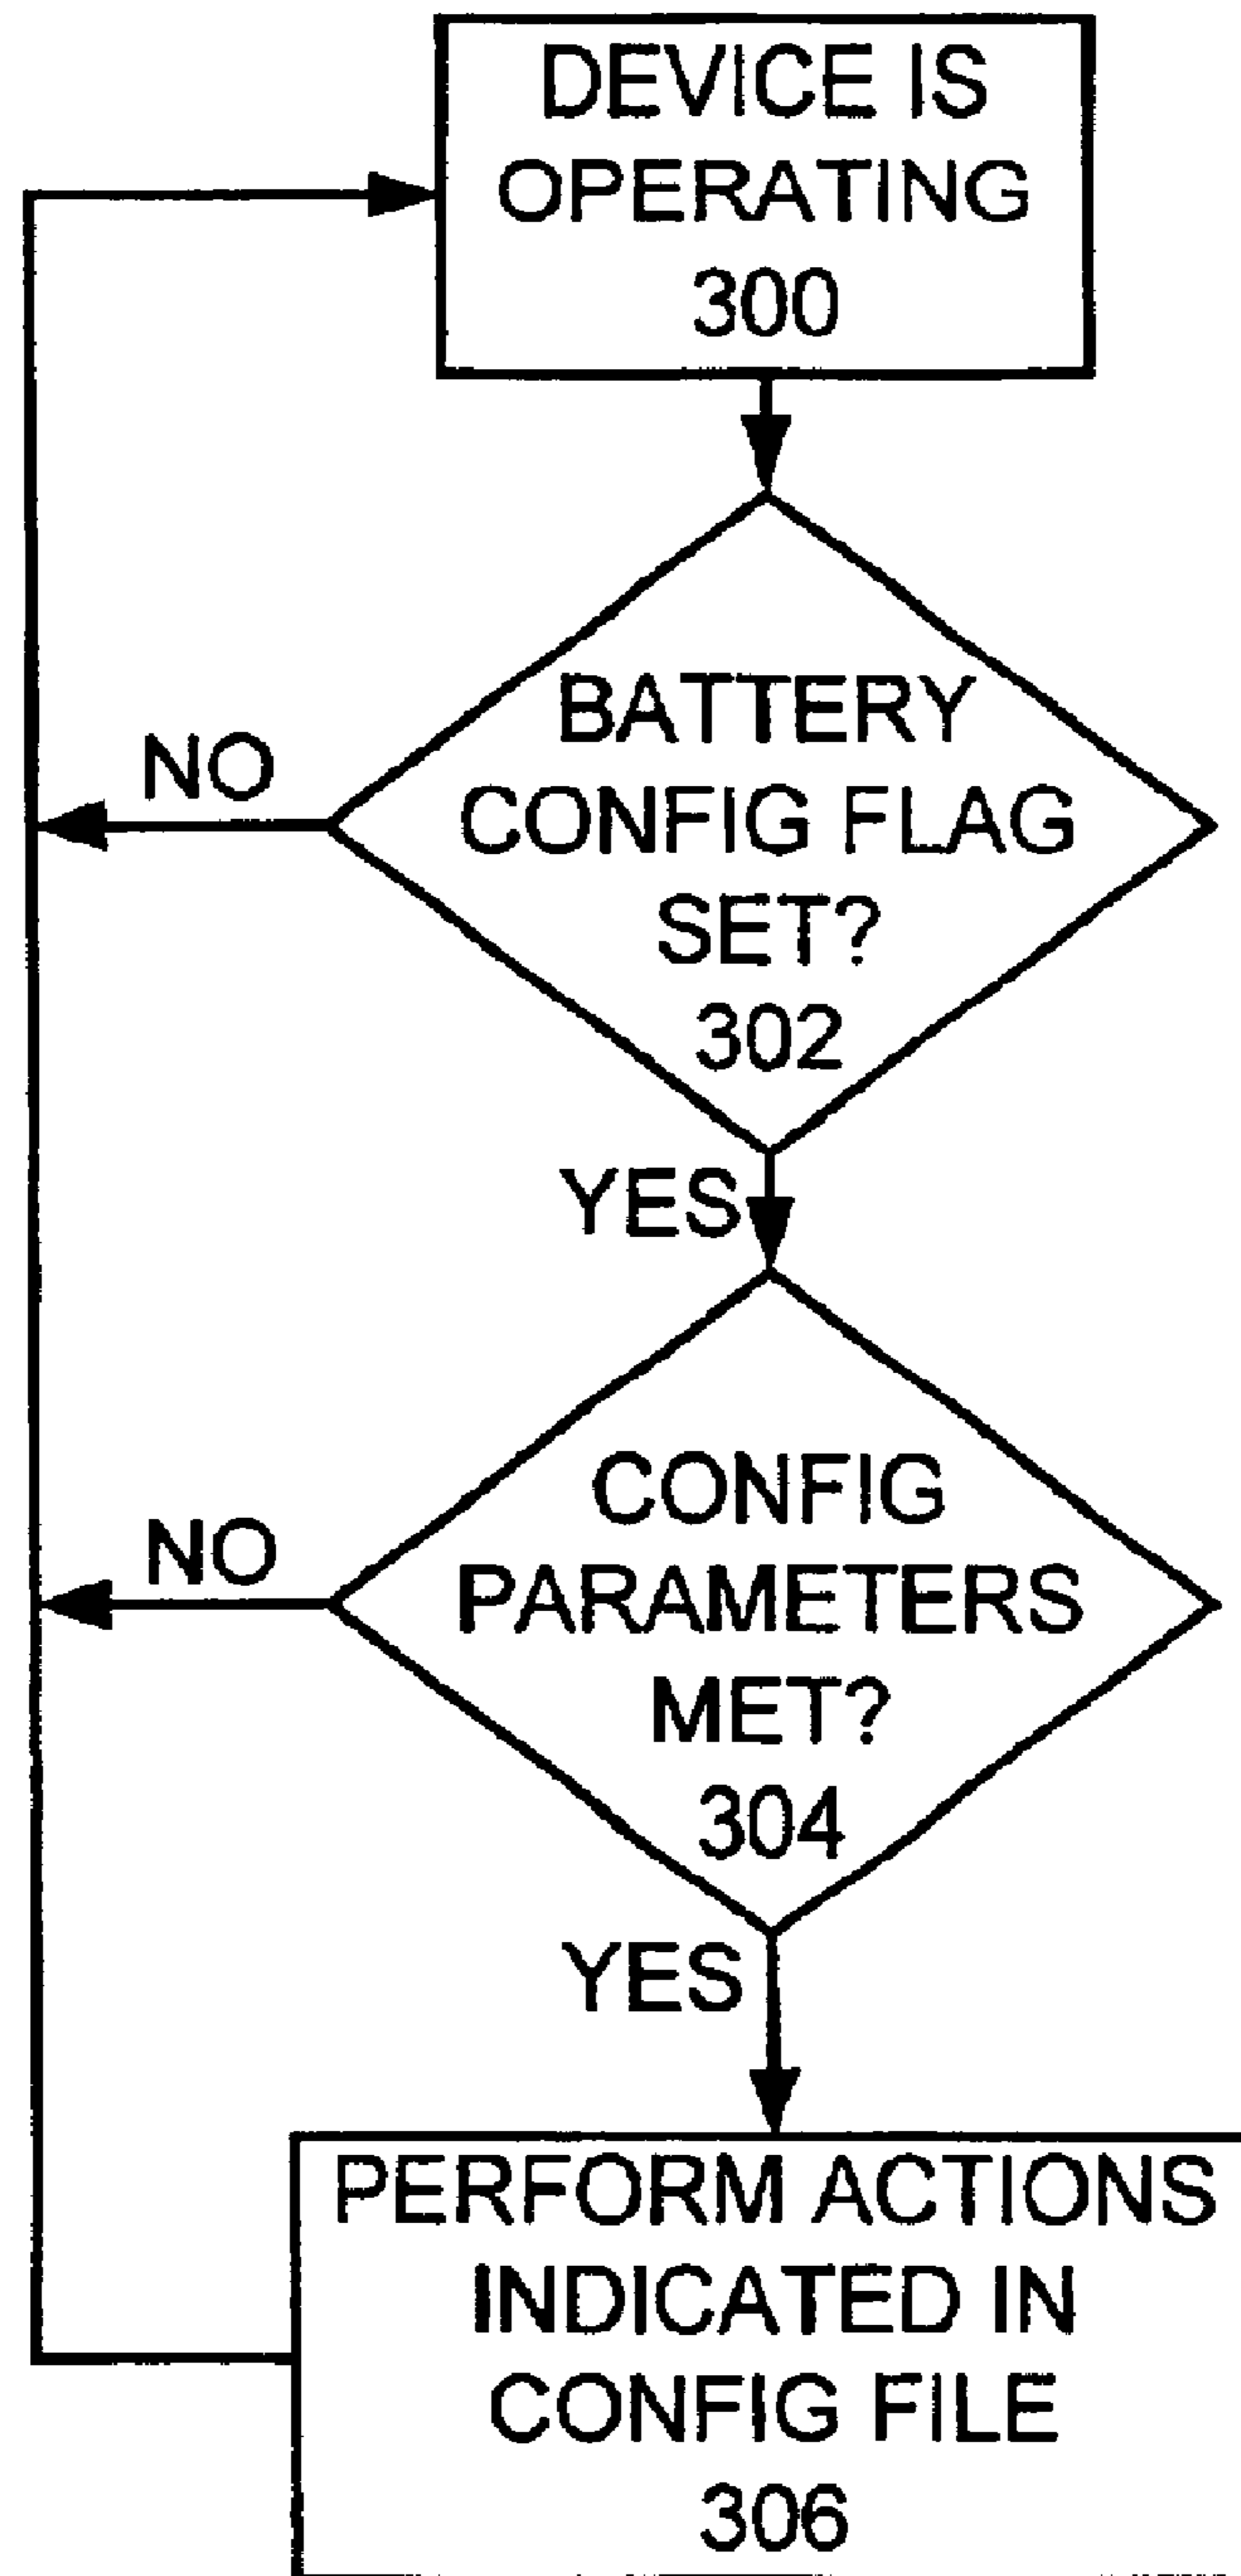 DEVICE IS
OPERATING
300
BATTERY
CONFIG FLAG
SET?
302
NO
YES
CONFIG
PARAMETERS
MET?
304
NO
YES
PERFORM ACTIONS
INDICATED IN
CONFIG FILE
306